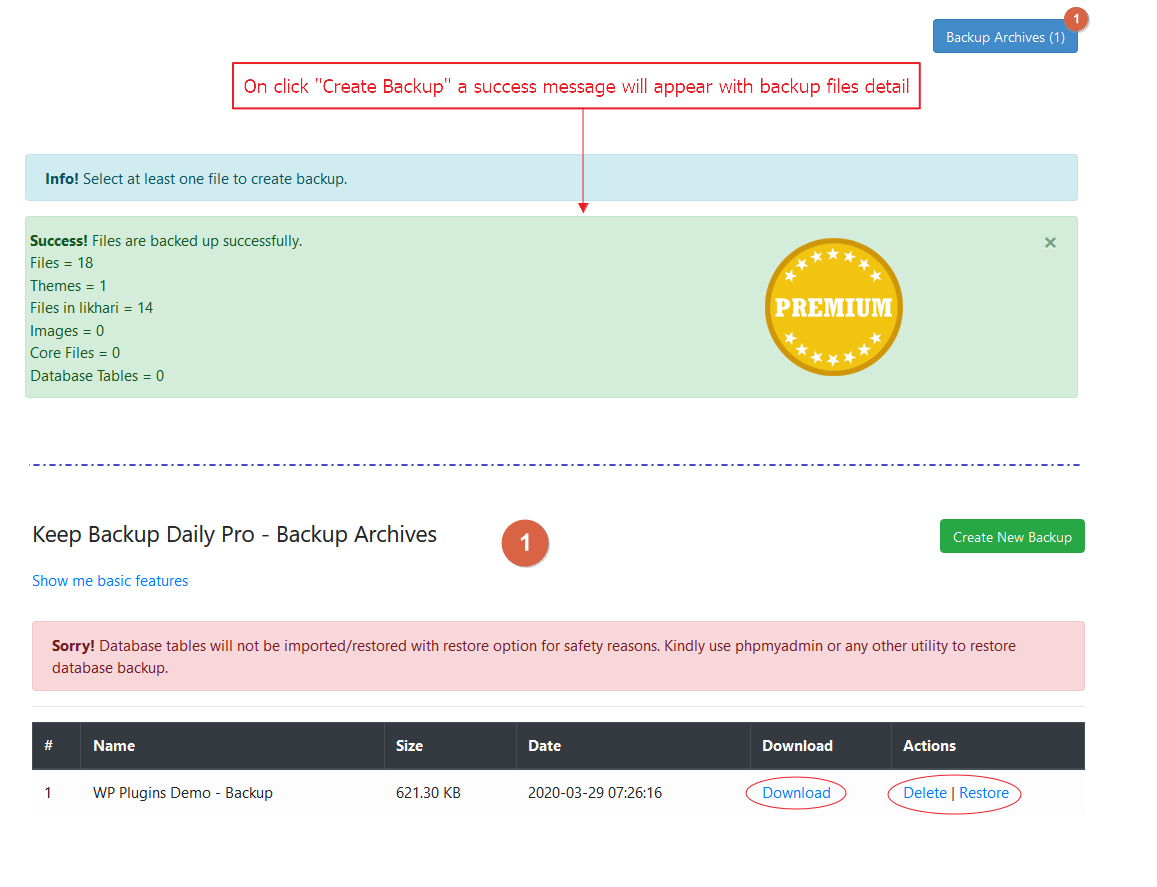 1
Backup Archives (1)
On click "Create Backup" a success message will appear with backup files detail
Info! Select at least one file to create backup.
Success! Files are backed up successfully.
×
Files = 18
Themes = 1
Files in likhari = 14
Images = 0
Core Files = 0
Database Tables = 0
PREMIUM
Keep Backup Daily Pro - Backup Archives
1
Create New Backup
Show me basic features
Sorry! Database tables will not be imported/restored with restore option for safety reasons. Kindly use phpmyadmin or any other utility to restore
database backup.
# Name Size Date Download Actions
1 WP Plugins Demo - Backup 621.30 KB 2020-03-29 07:26:16 Download Delete | Restore